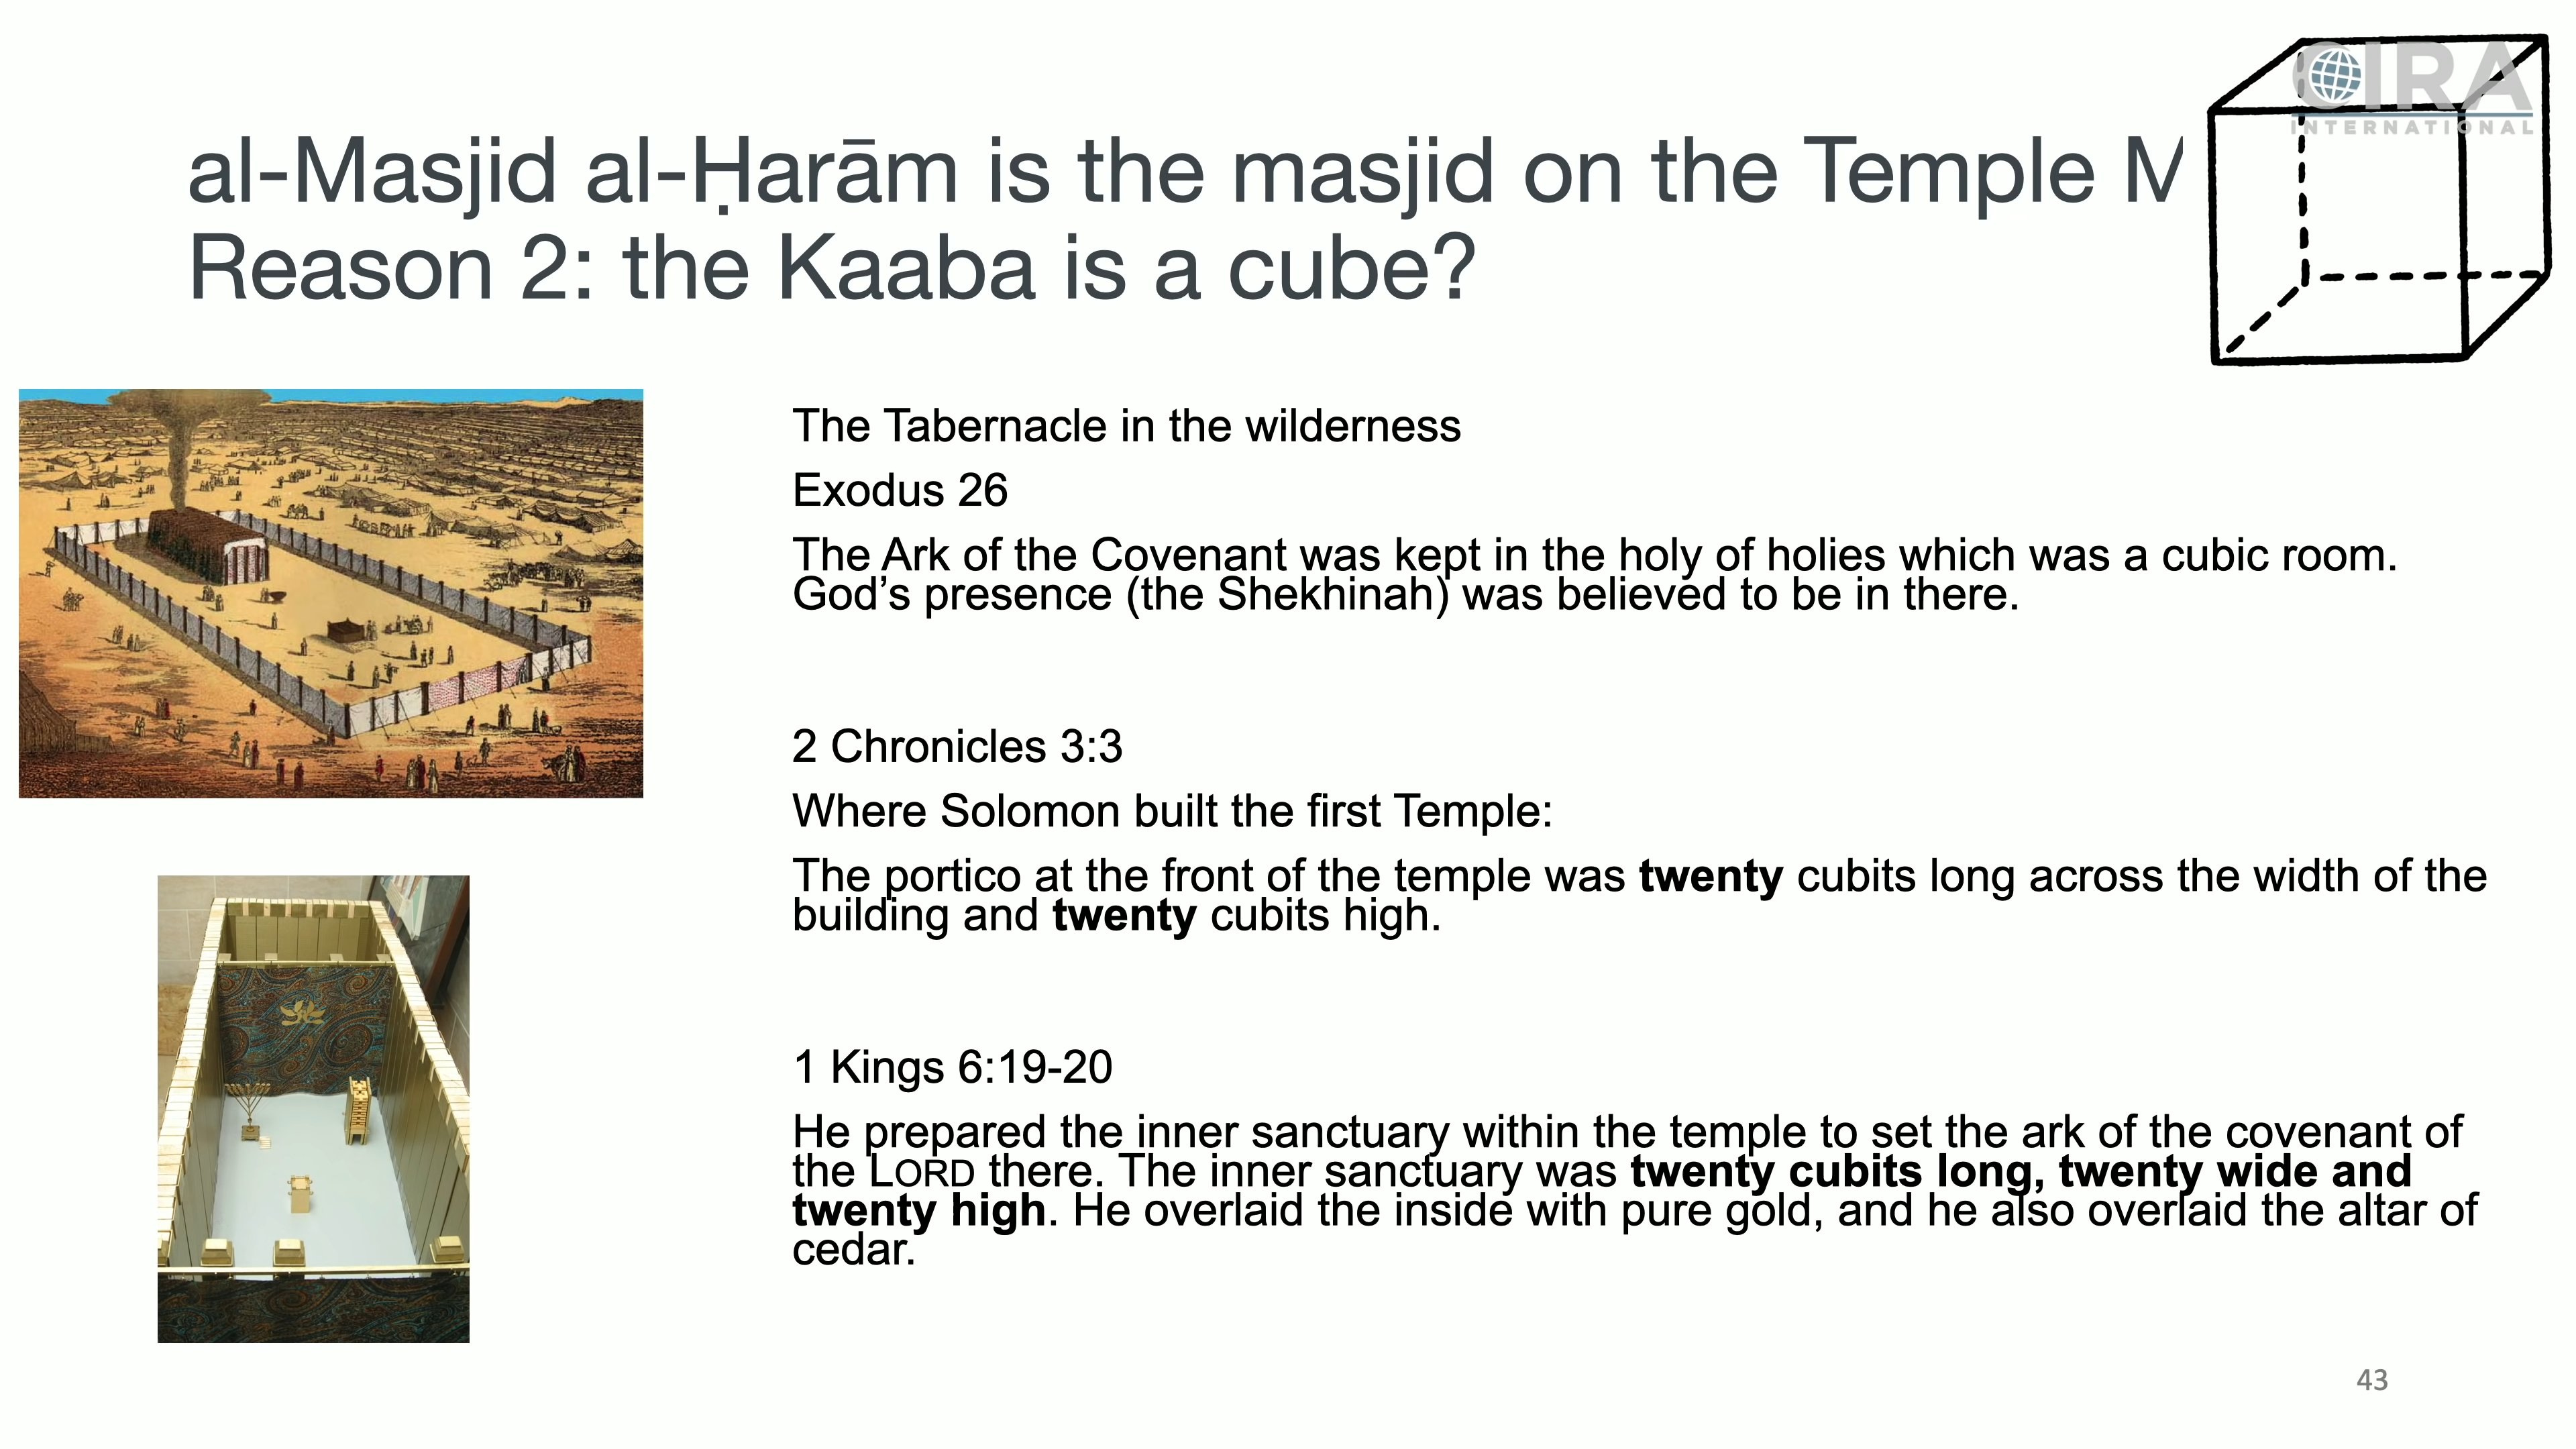 CIRA
INTERNATIONAL
al-Masjid al-Ḥarām is the masjid on the Temple M
Reason 2: the Kaaba is a cube?
The Tabernacle in the wilderness
Exodus 26
The Ark of the Covenant was kept in the holy of holies which was a cubic room.
God’s presence (the Shekhinah) was believed to be in there.
2 Chronicles 3:3
Where Solomon built the first Temple:
The portico at the front of the temple was twenty cubits long across the width of the
building and twenty cubits high.
1 Kings 6:19-20
He prepared the inner sanctuary within the temple to set the ark of the covenant of
the LORD there. The inner sanctuary was twenty cubits long, twenty wide and
twenty high. He overlaid the inside with pure gold, and he also overlaid the altar of
cedar.
43